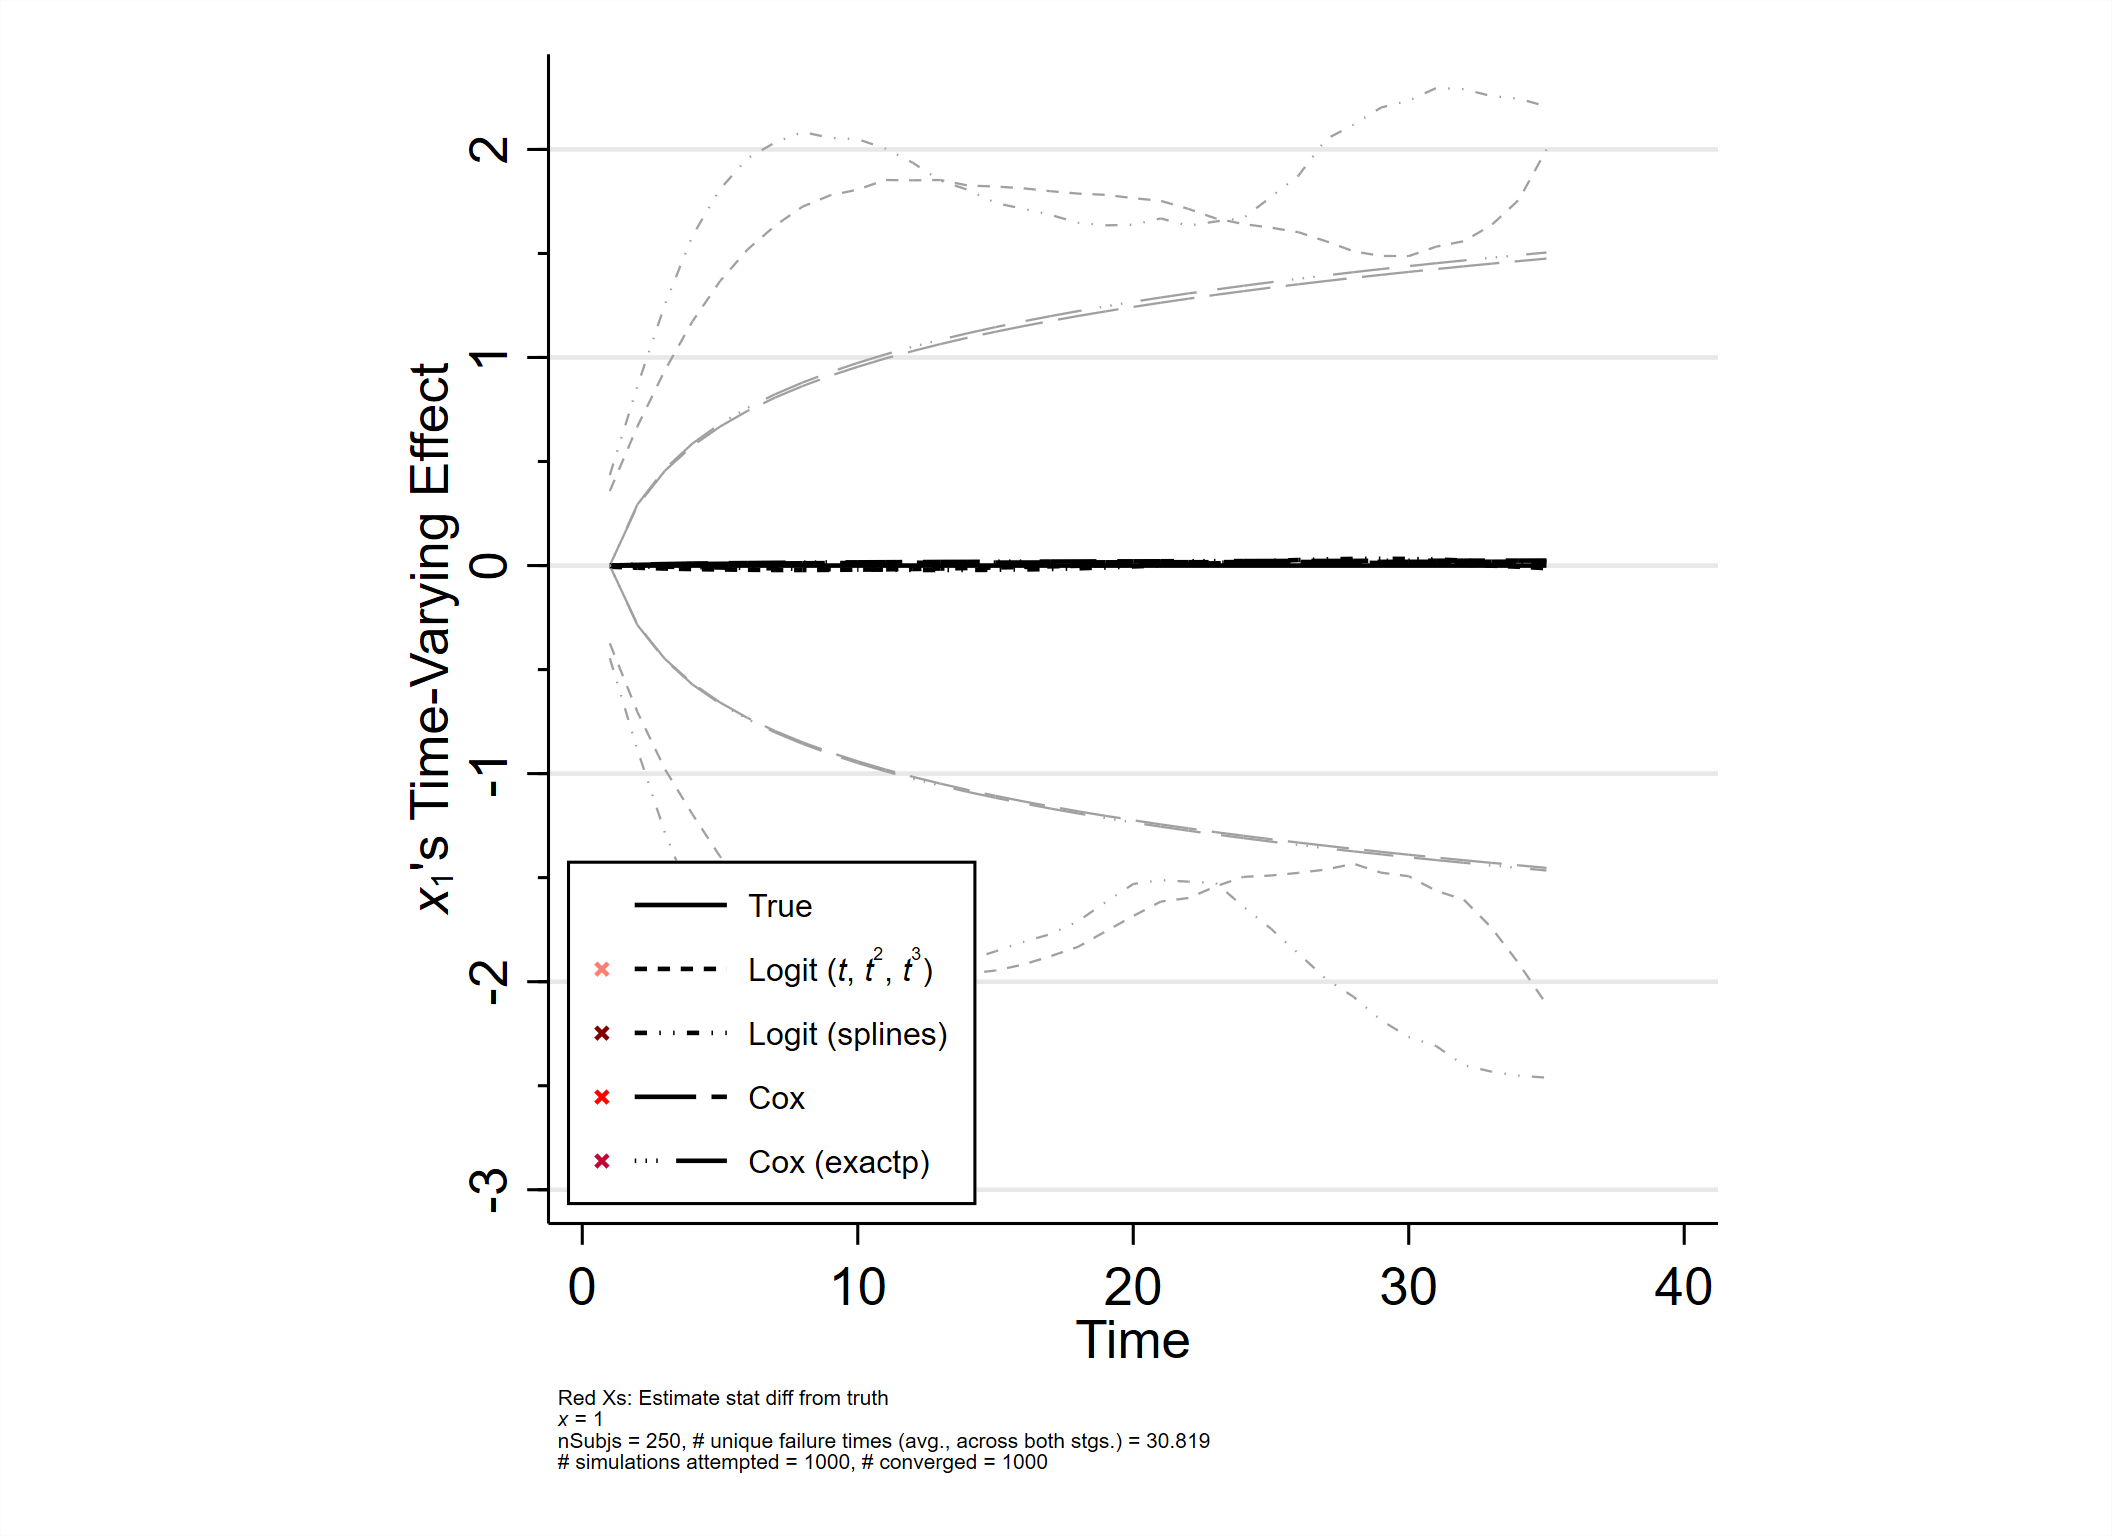 x₁'s Time-Varying Effect
2
1
0
-1
-2
-3
True
Logit (t, t², t³)
Logit (splines)
Cox
Cox (exactp)
0 10 20 30 40
Time
Red Xs: Estimate stat diff from truth
x = 1
nSubjs = 250, # unique failure times (avg., across both stgs.) = 30.819
# simulations attempted = 1000, # converged = 1000